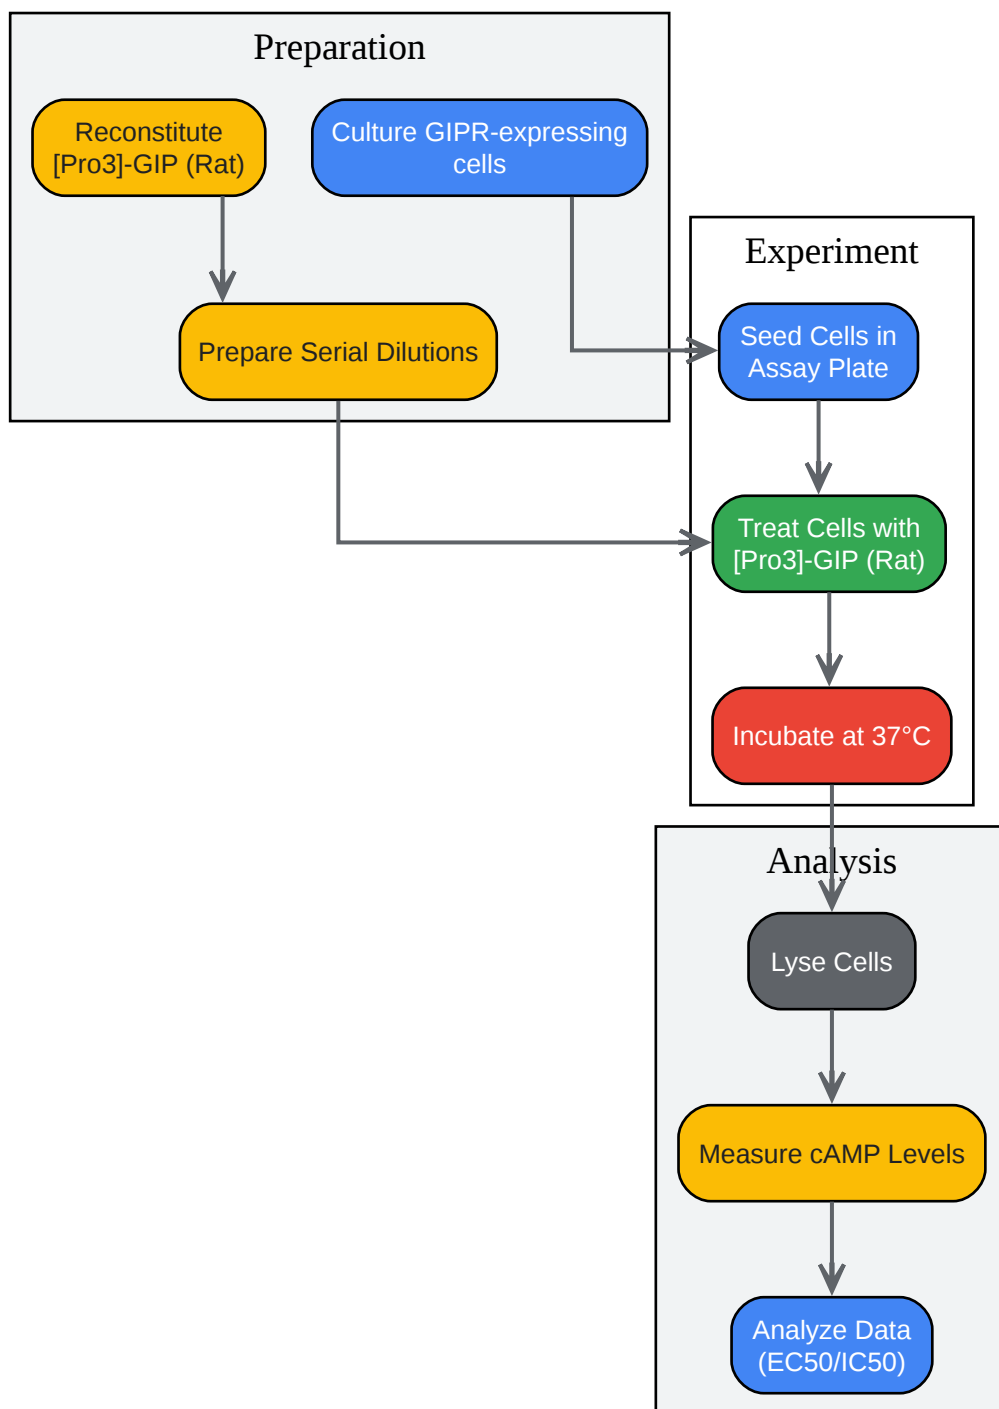 Preparation
Reconstitute
[Pro3]-GIP (Rat)
Culture GIPR-expressing
cells
Prepare Serial Dilutions
Experiment
Seed Cells in
Assay Plate
Treat Cells with
[Pro3]-GIP (Rat)
Incubate at 37°C
Analysis
Lyse Cells
Measure cAMP Levels
Analyze Data
(EC50/IC50)